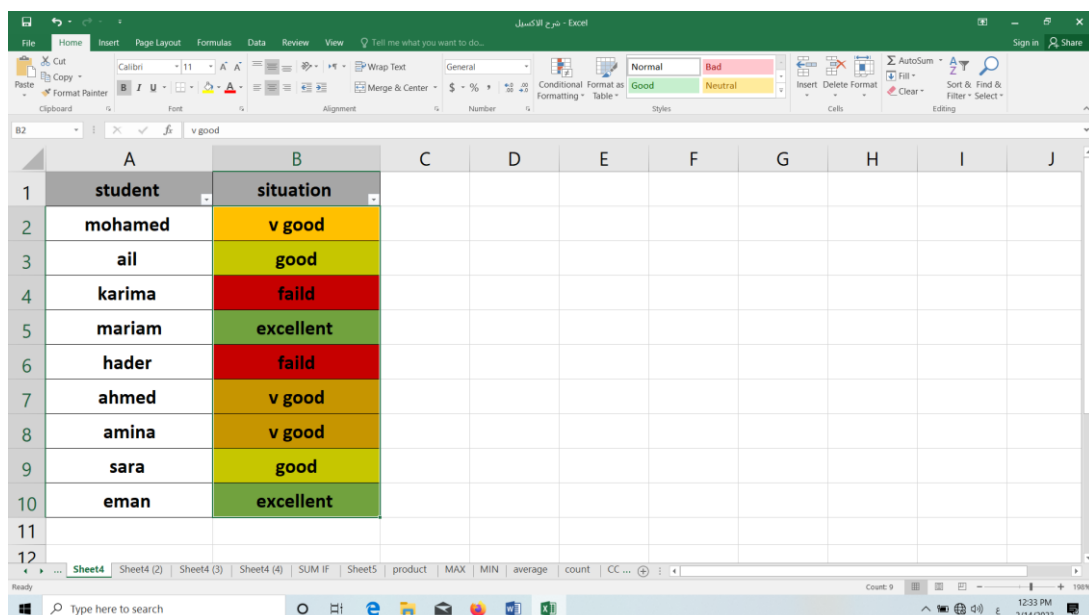 شرح الاكسيل - Excel
File Home Insert Page Layout Formulas Data Review View Tell me what you want to do... Sign in Share
Paste Cut Copy Format Painter
Calibri 11 B I U
Wrap Text Merge & Center
General $ % ,
Conditional Formatting Format as Table
Normal Bad Good Neutral
Insert Delete Format
AutoSum Fill Clear Sort & Filter Find & Select
Clipboard Font Alignment Number Styles Cells Editing
B2 fx v good
A B C D E F G H I J
1 student situation
2 mohamed v good
3 ail good
4 karima faild
5 mariam excellent
6 hader faild
7 ahmed v good
8 amina v good
9 sara good
10 eman excellent
11
12
... Sheet4 Sheet4 (2) Sheet4 (3) Sheet4 (4) SUM IF Sheet5 product MAX MIN average count CC ...
Ready Count: 9 198%
Type here to search ع 12:33 PM